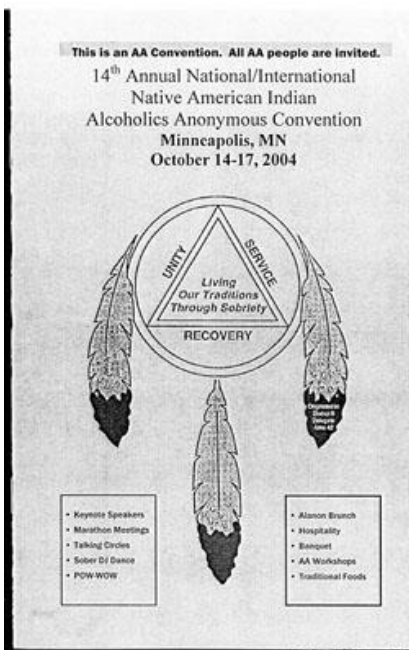 This is an AA Convention. All AA people are invited.
14th Annual National/International
Native American Indian
Alcoholics Anonymous Convention
Minneapolis, MN
October 14-17, 2004
UNITY
SERVICE
Living
Our Traditions
Through Sobriety
RECOVERY
• Keynote Speakers
• Marathon Meetings
• Talking Circles
• Sober DJ Dance
• POW-WOW
• Alanon Brunch
• Hospitality
• Banquet
• AA Workshops
• Traditional Foods